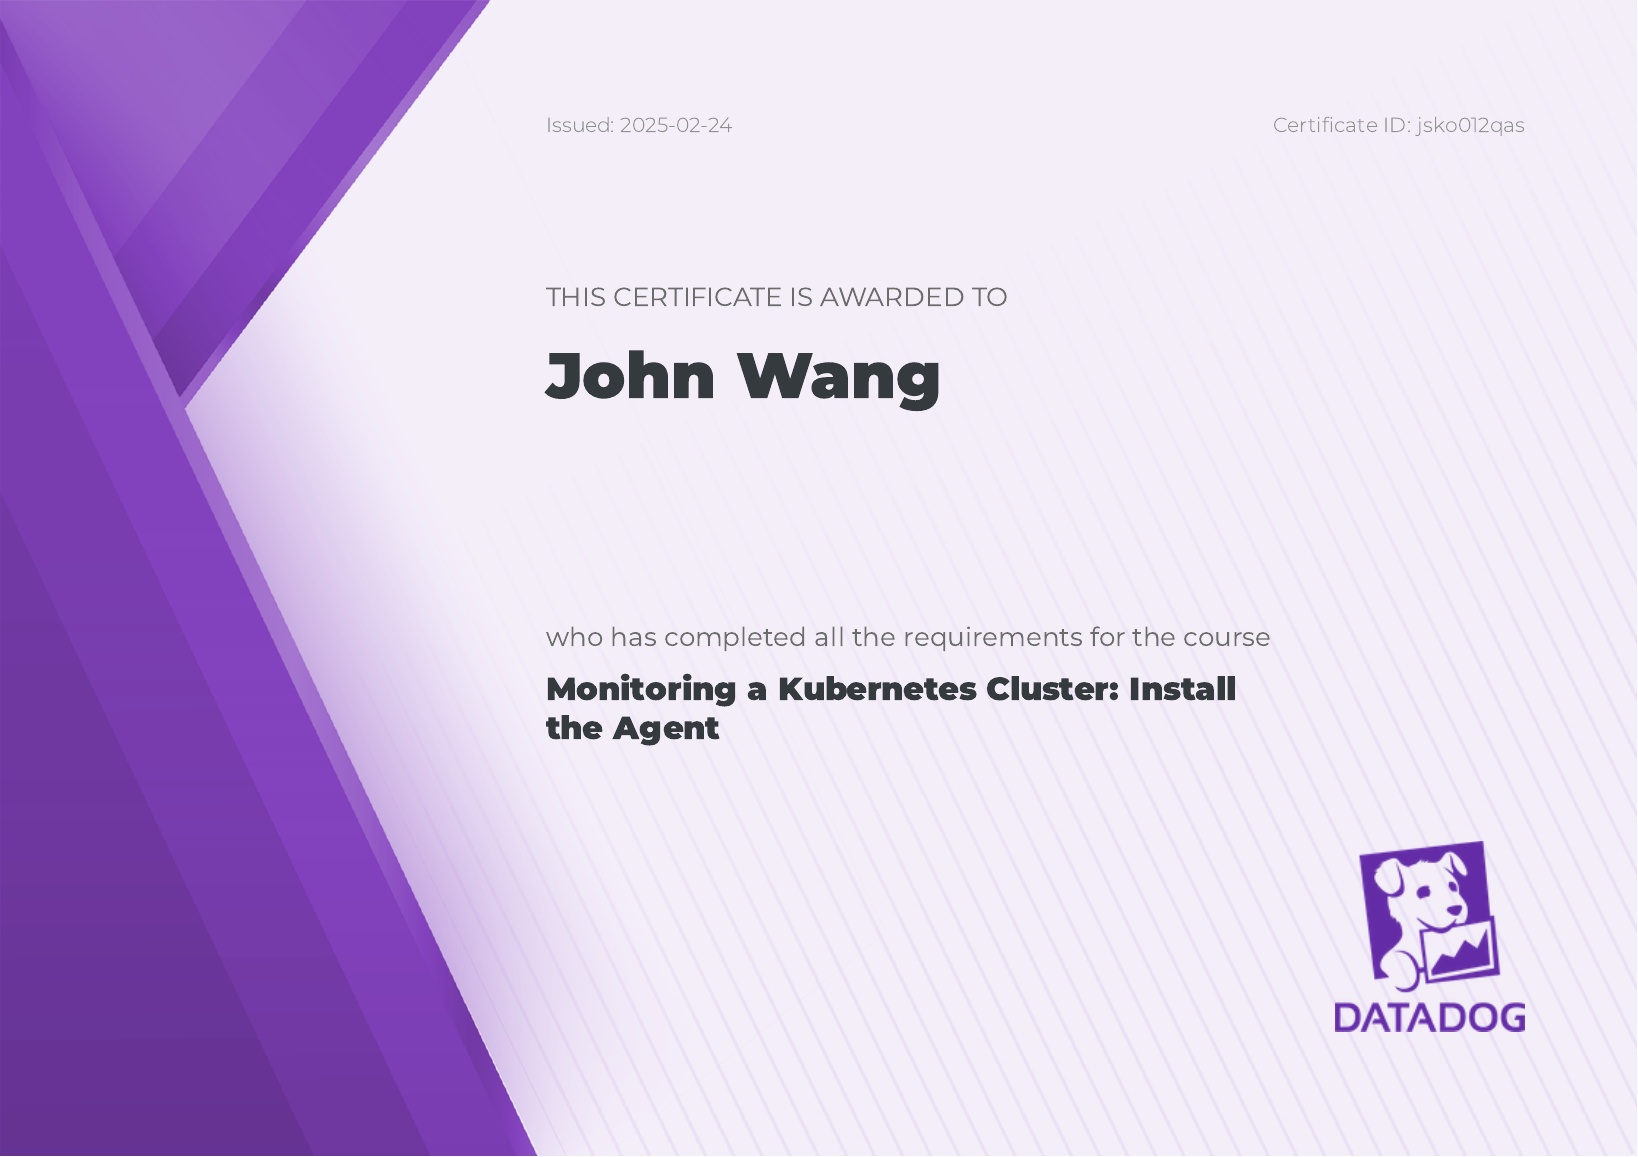 Issued: 2025-02-24
Certificate ID: jsko012qas
THIS CERTIFICATE IS AWARDED TO
John Wang
who has completed all the requirements for the course
Monitoring a Kubernetes Cluster: Install
the Agent
DATADOG